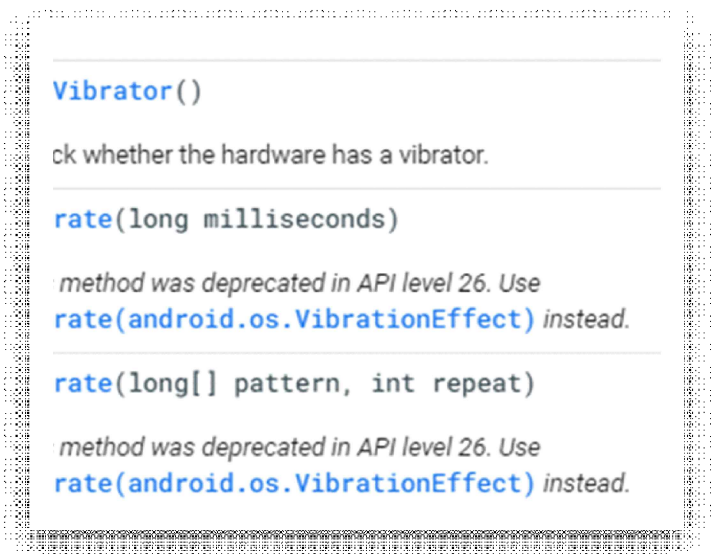 Vibrator()
ck whether the hardware has a vibrator.
rate(long milliseconds)
method was deprecated in API level 26. Use
rate(android.os.VibrationEffect) instead.
rate(long[] pattern, int repeat)
method was deprecated in API level 26. Use
rate(android.os.VibrationEffect) instead.